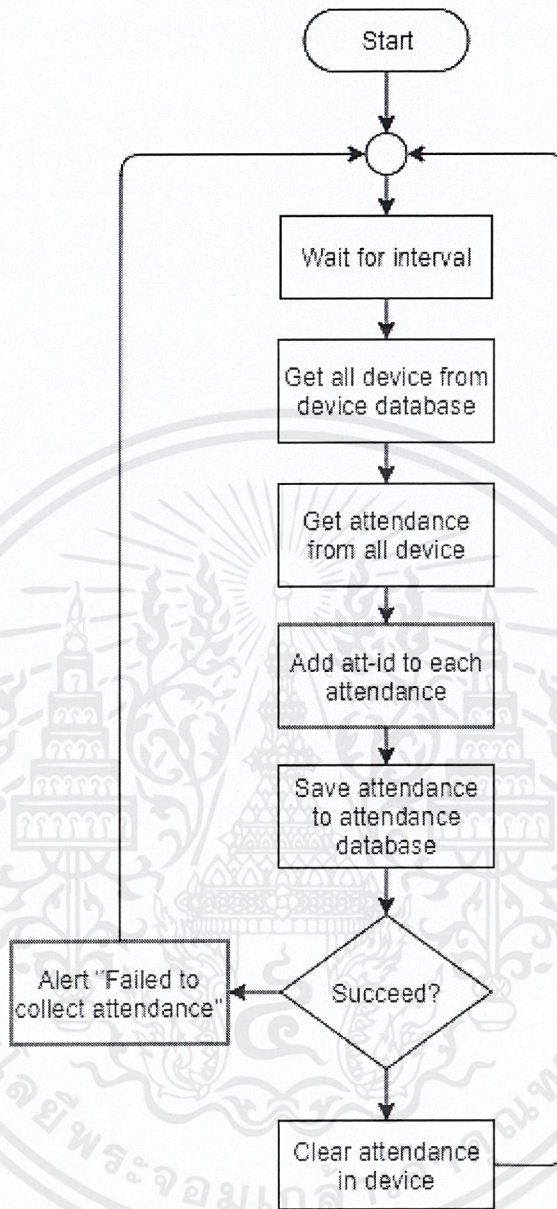 Start
Wait for interval
Get all device from
device database
Get attendance
from all device
Add att-id to each
attendance
Save attendance
to attendance
database
Succeed?
Alert "Failed to
collect attendance"
Clear attendance
in device